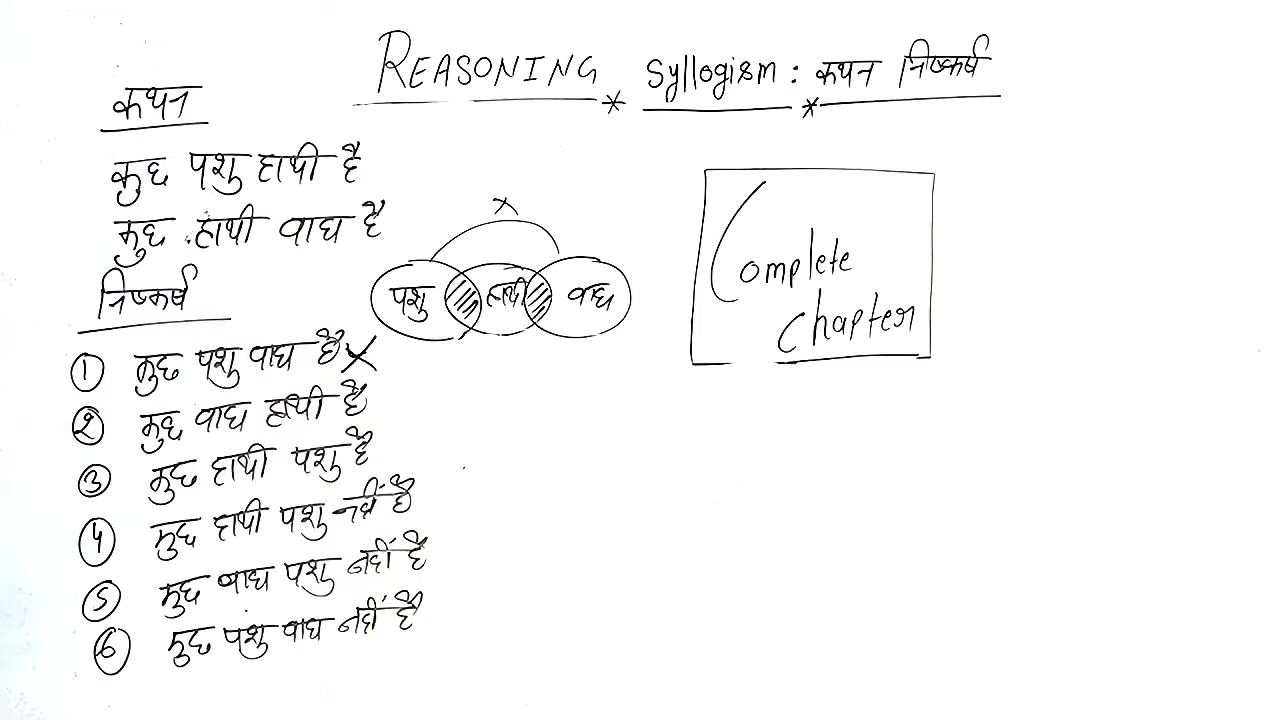 REASONING * Syllogism : * कथन निष्कर्ष
कथन
कुछ पशु हाथी है
कुछ हाथी वाघ है
निष्कर्ष
① कुछ पशु वाघ है X
② कुछ वाघ हाथी है
③ कुछ हाथी पशु है
④ कुछ हाथी पशु नहीं है
⑤ कुछ वाघ पशु नहीं है
⑥ कुछ पशु वाघ नहीं है
X
पशु हाथी वाघ
Complete
Chapter